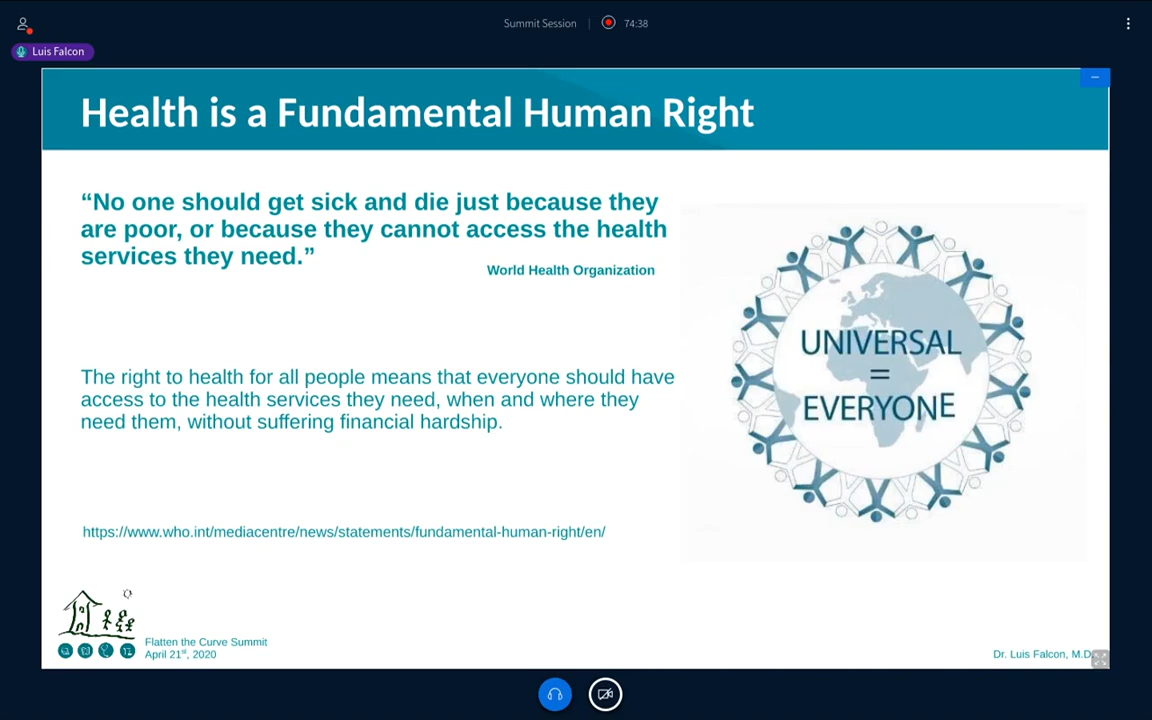 Summit Session
74:38
Luis Falcon
Health is a Fundamental Human Right
“No one should get sick and die just because they
are poor, or because they cannot access the health
services they need.”
World Health Organization
UNIVERSAL
=
EVERYONE
The right to health for all people means that everyone should have
access to the health services they need, when and where they
need them, without suffering financial hardship.
https://www.who.int/mediacentre/news/statements/fundamental-human-right/en/
Flatten the Curve Summit
April 21st, 2020
Dr. Luis Falcon, M.D